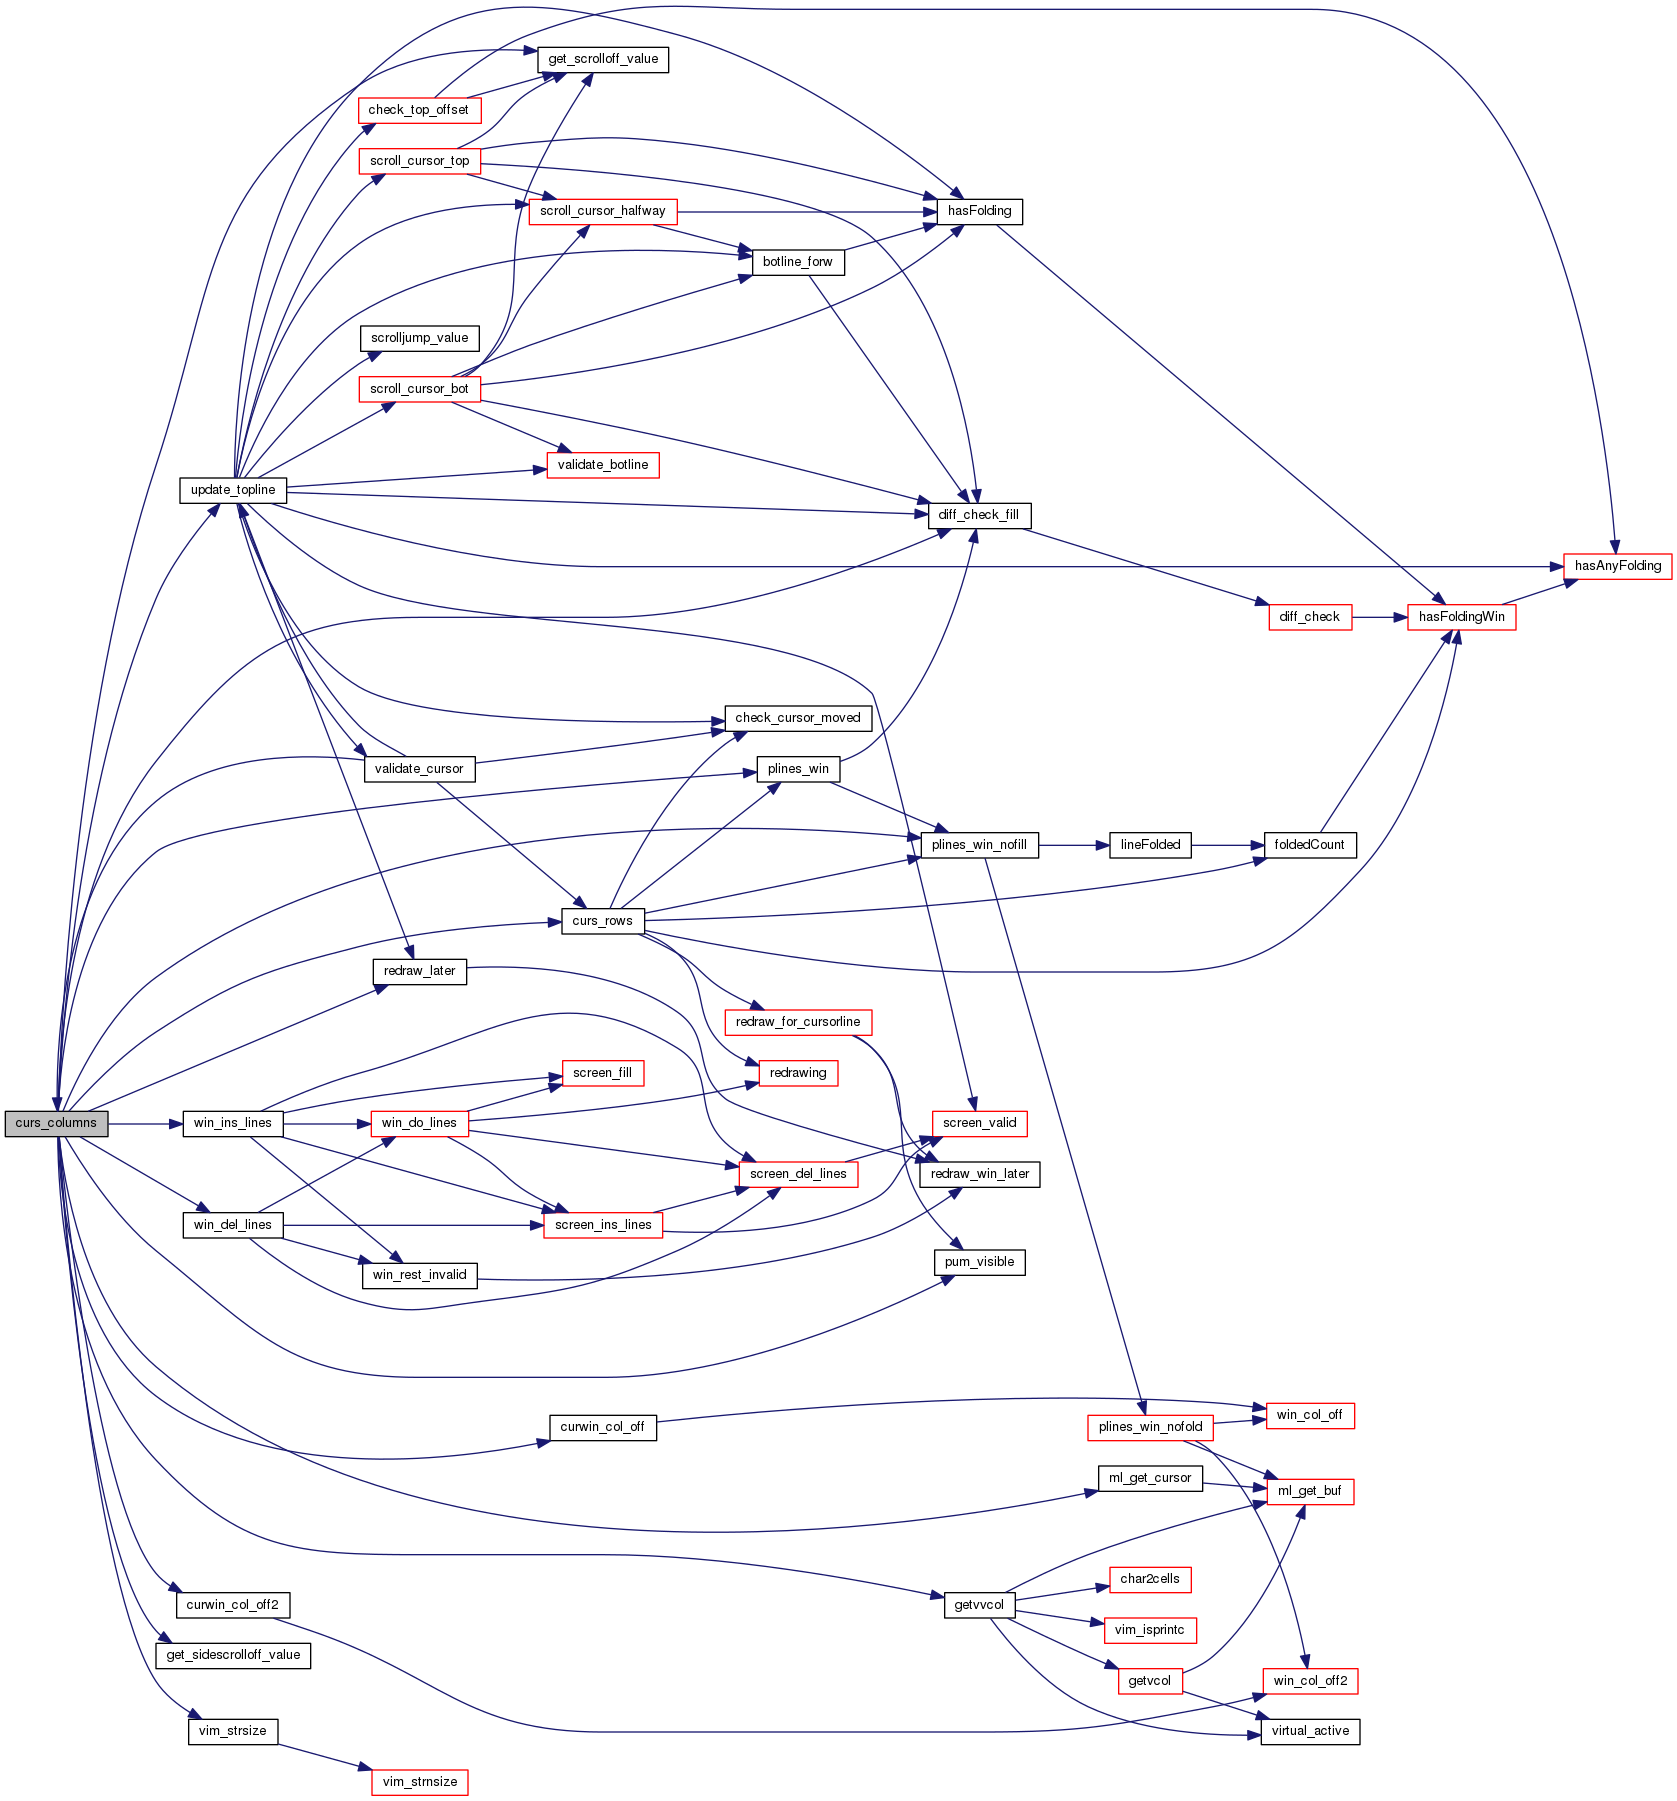 get_scrolloff_value
check_top_offset
scroll_cursor_top
scroll_cursor_halfway
hasFolding
botline_forw
scrolljump_value
scroll_cursor_bot
validate_botline
update_topline
diff_check_fill
hasAnyFolding
diff_check
hasFoldingWin
check_cursor_moved
validate_cursor
plines_win
plines_win_nofill
lineFolded
foldedCount
curs_rows
redraw_later
redraw_for_cursorline
screen_fill
redrawing
curs_columns
win_ins_lines
win_do_lines
screen_valid
screen_del_lines
redraw_win_later
win_del_lines
screen_ins_lines
win_rest_invalid
pum_visible
curwin_col_off
plines_win_nofold
win_col_off
ml_get_cursor
ml_get_buf
char2cells
curwin_col_off2
getvvcol
vim_isprintc
get_sidescrolloff_value
getvcol
win_col_off2
vim_strsize
virtual_active
vim_strnsize